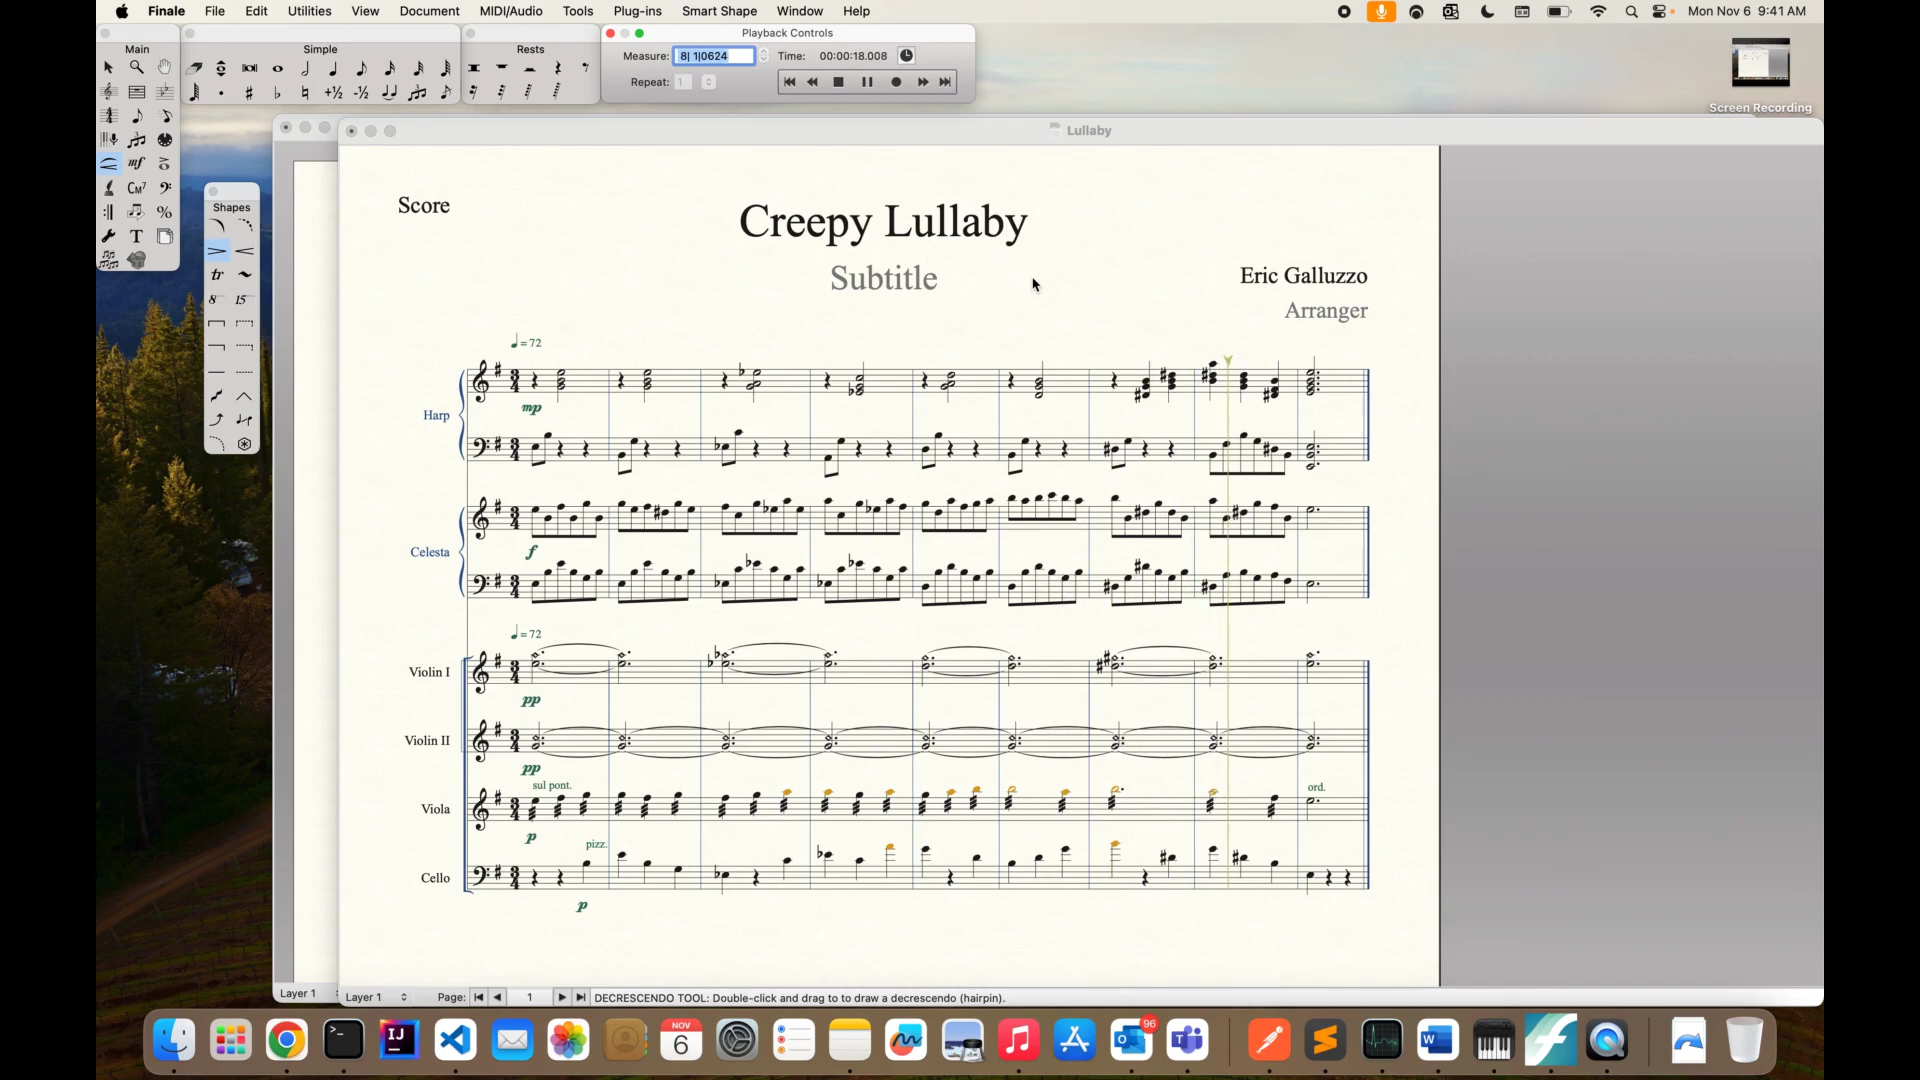 Finale File Edit Utilities View Document MIDI/Audio Tools Plug-ins Smart Shape Window Help Mon Nov 6 9:41 AM
Main
Simple
Rests
Playback Controls
Measure: 8| 1|0624 Time: 00:00:18.008
Repeat: 1
Screen Recording
Lullaby
Shapes
Score
Creepy Lullaby
Subtitle
Eric Galluzzo
Arranger
= 72
Harp
mp
Celesta
f
= 72
Violin I
pp
Violin II
pp
sul pont.
ord.
Viola
p
pizz.
Cello
p
Layer 1
Layer 1 Page: 1 DECRESCENDO TOOL: Double-click and drag to to draw a decrescendo (hairpin).
NOV
6
96